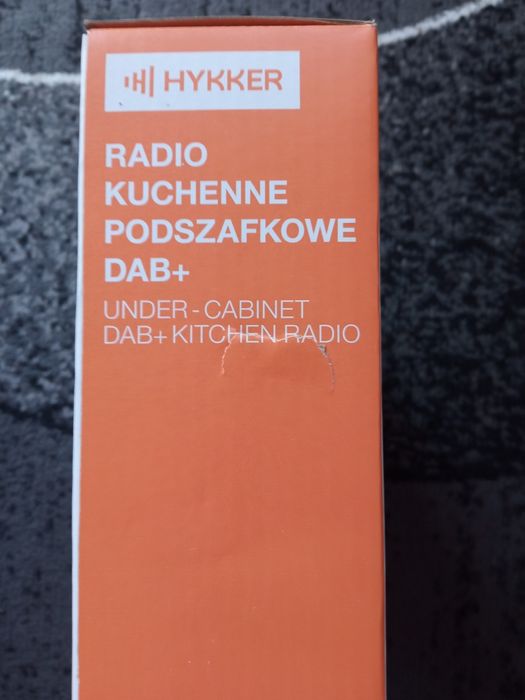 HYKKER
RADIO
KUCHENNE
PODSZAFKOWE
DAB+
UNDER - CABINET
DAB+ KITCHEN RADIO